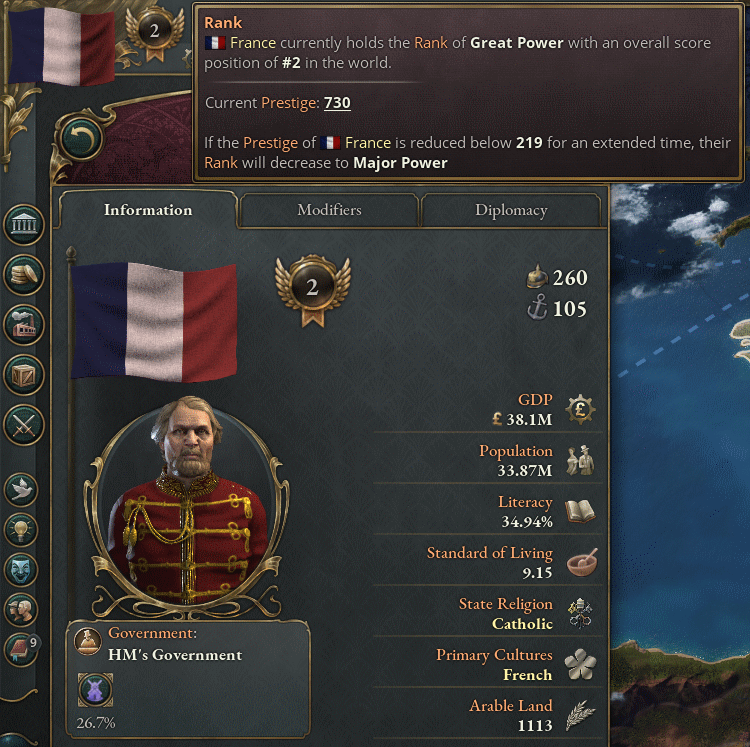 2
Rank
France currently holds the Rank of Great Power with an overall score
position of #2 in the world.
Current Prestige: 730
If the Prestige of France is reduced below 219 for an extended time, their
Rank will decrease to Major Power
Information
Modifiers
Diplomacy
2
260
105
GDP
£ 38.1M
Population
33.87M
Literacy
34.94%
Standard of Living
9.15
State Religion
Catholic
Primary Cultures
French
Arable Land
1113
Government:
HM's Government
26.7%
9